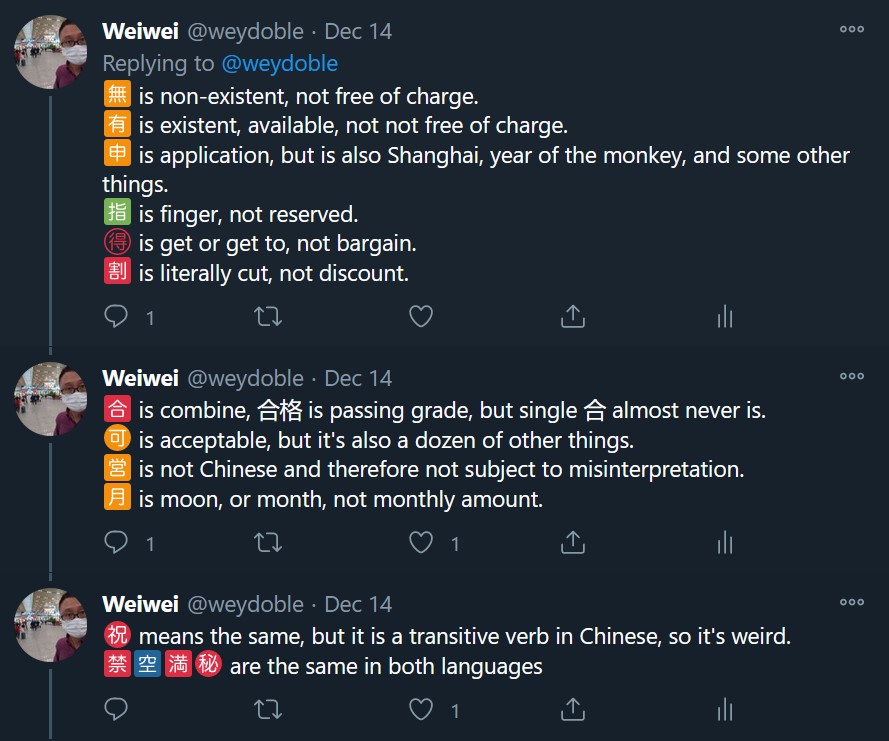 Weiwei @weydoble · Dec 14
Replying to @weydoble
🈚 is non-existent, not free of charge.
🈶 is existent, available, not not free of charge.
🈸 is application, but is also Shanghai, year of the monkey, and some other
things.
🈯 is finger, not reserved.
🉐 is get or get to, not bargain.
🈹 is literally cut, not discount.
1
Weiwei @weydoble · Dec 14
🈴 is combine, 合格 is passing grade, but single 合 almost never is.
🉑 is acceptable, but it's also a dozen of other things.
🈺 is not Chinese and therefore not subject to misinterpretation.
🈷 is moon, or month, not monthly amount.
1 1
Weiwei @weydoble · Dec 14
㊗ means the same, but it is a transitive verb in Chinese, so it's weird.
🈲🈳🈵㊙ are the same in both languages
1